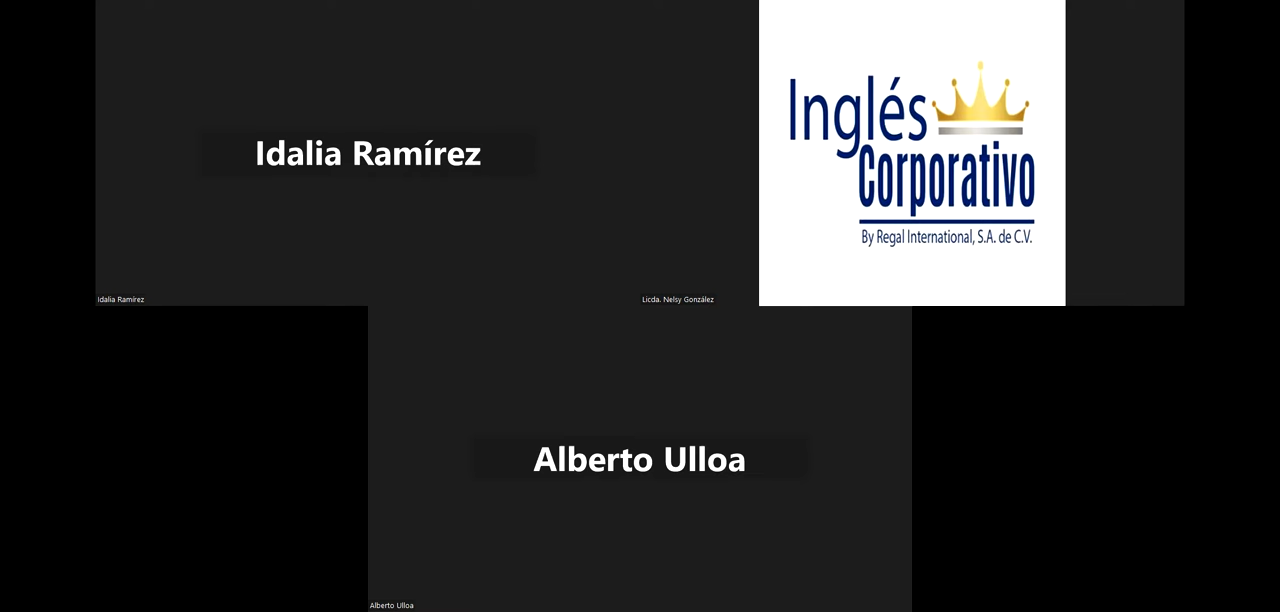 Idalia Ramírez
Idalia Ramírez
Inglés
Corporativo
By Regal International, S.A. de C.V.
Licda. Nelsy González
Alberto Ulloa
Alberto Ulloa